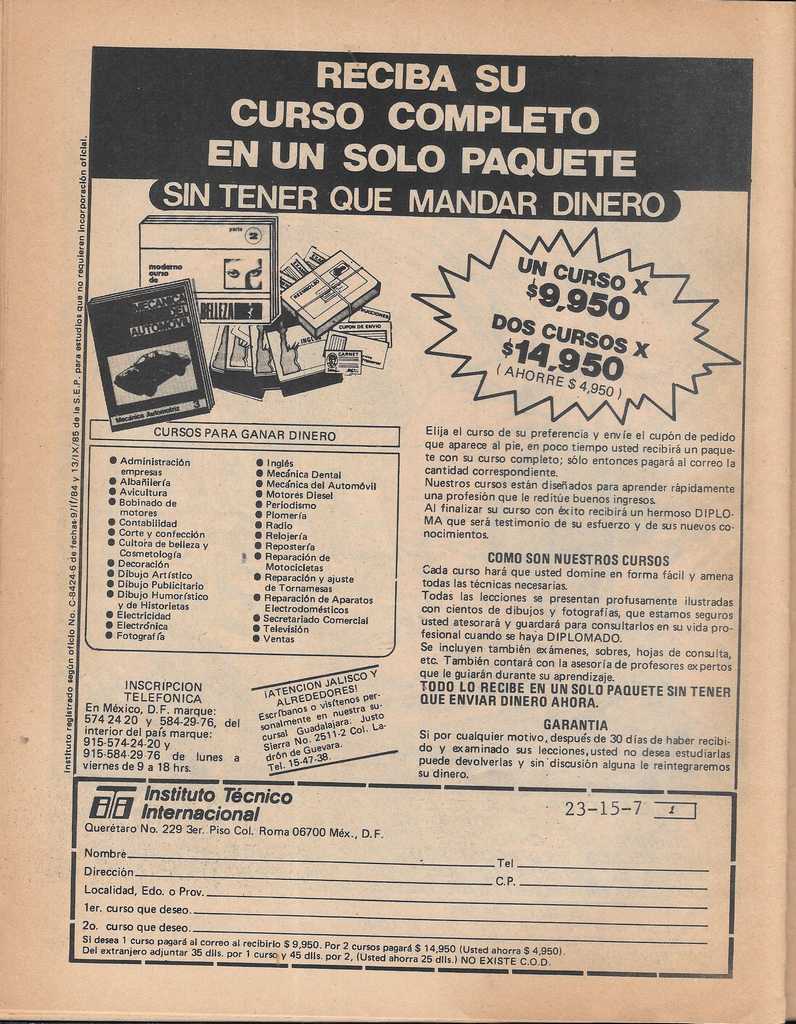 RECIBA SU
CURSO COMPLETO
EN UN SOLO PAQUETE
SIN TENER QUE MANDAR DINERO
Instituto registrado según oficio No. C-8424-6 de fechas 9/II/84 y 13/IX/85 de la S.E.P. para estudios que no requieren incorporación oficial.
parte 2
moderno
curso
de
BELLEZA
MECANICA
DEL
AUTOMOVIL
Mecánica Automotriz 3
CUPON DE ENVIO
CARNET
UN CURSO X
$9,950
DOS CURSOS X
$14,950
( AHORRE $ 4,950 )
CURSOS PARA GANAR DINERO
● Administración
empresas
● Albañilería
● Avicultura
● Bobinado de
motores
● Contabilidad
● Corte y confección
● Cultora de belleza y
Cosmetología
● Decoración
● Dibujo Artístico
● Dibujo Publicitario
● Dibujo Humorístico
y de Historietas
● Electricidad
● Electrónica
● Fotografía
● Inglés
● Mecánica Dental
● Mecánica del Automóvil
● Motores Diesel
● Periodismo
● Plomería
● Radio
● Relojería
● Repostería
● Reparación de
Motocicletas
● Reparación y ajuste
de Tornamesas
● Reparación de Aparatos
Electrodomésticos
● Secretariado Comercial
● Televisión
● Ventas
Elija el curso de su preferencia y envíe el cupón de pedido
que aparece al pie, en poco tiempo usted recibirá un paque-
te con su curso completo; sólo entonces pagará al correo la
cantidad correspondiente.
Nuestros cursos están diseñados para aprender rápidamente
una profesión que le reditúe buenos ingresos.
Al finalizar su curso con éxito recibirá un hermoso DIPLO-
MA que será testimonio de su esfuerzo y de sus nuevos co-
nocimientos.
COMO SON NUESTROS CURSOS
Cada curso hará que usted domine en forma fácil y amena
todas las técnicas necesarias.
Todas las lecciones se presentan profusamente ilustradas
con cientos de dibujos y fotografías, que estamos seguros
usted atesorará y guardará para consultarlos en su vida pro-
fesional cuando se haya DIPLOMADO.
Se incluyen también exámenes, sobres, hojas de consulta,
etc. También contará con la asesoría de profesores expertos
que le guiarán durante su aprendizaje.
TODO LO RECIBE EN UN SOLO PAQUETE SIN TENER
QUE ENVIAR DINERO AHORA.
GARANTIA
Si por cualquier motivo, después de 30 días de haber recibi-
do y examinado sus lecciones, usted no desea estudiarlas
puede devolverlas y sin discusión alguna le reintegraremos
su dinero.
INSCRIPCION
TELEFONICA
En México, D.F. marque:
574 24 20 y 584-29-76, del
interior del país marque:
915-574-24-20 y
915-584-29-76 de lunes a
viernes de 9 a 18 hrs.
¡ATENCION JALISCO Y
ALREDEDORES!
Escríbanos o visítenos per-
sonalmente en nuestra su-
cursal Guadalajara: Justo
Sierra No. 2511-2 Col. La-
drón de Guevara.
Tel. 15-47-38.
Instituto Técnico
Internacional
23-15-7 1
Querétaro No. 229 3er. Piso Col. Roma 06700 Méx., D.F.
Nombre Tel
Dirección C.P.
Localidad, Edo. o Prov.
1er. curso que deseo.
2o. curso que deseo.
Si desea 1 curso pagará al correo al recibirlo $ 9,950. Por 2 cursos pagará $ 14,950 (Usted ahorra $ 4,950).
Del extranjero adjuntar 35 dlls. por 1 curso y 45 dlls. por 2, (Usted ahorra 25 dlls.) NO EXISTE C.O.D.